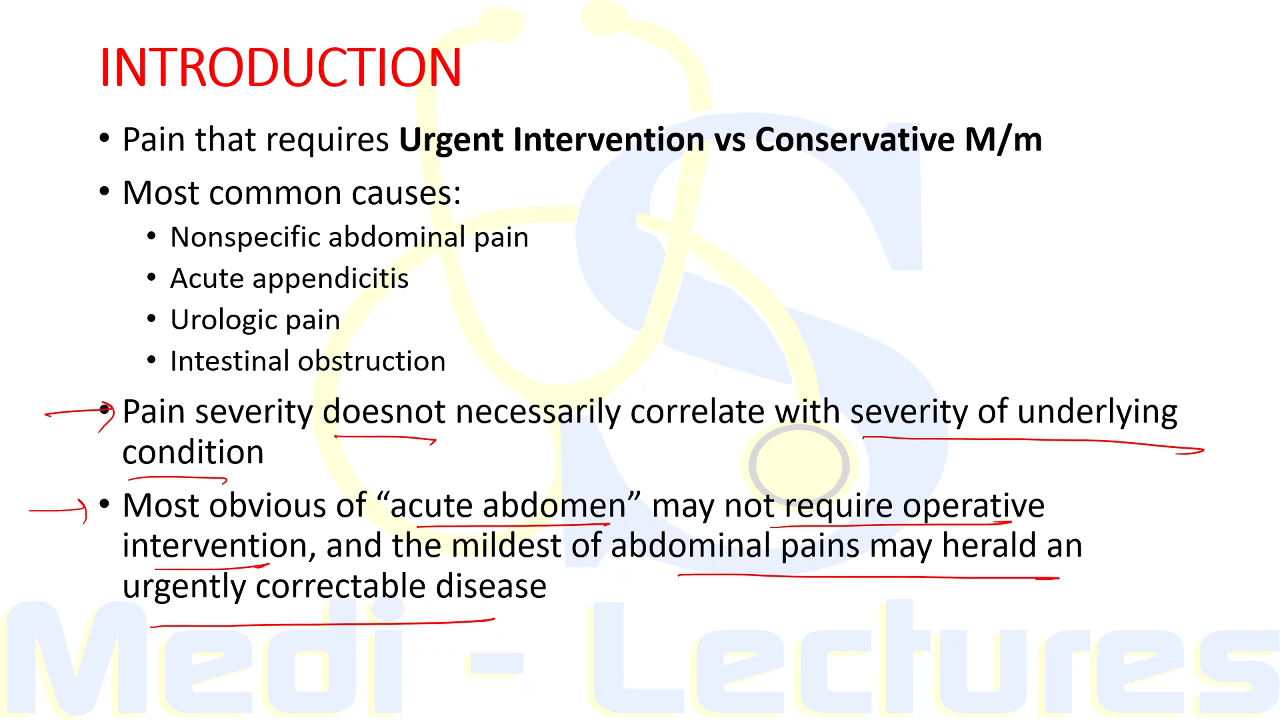 INTRODUCTION
• Pain that requires Urgent Intervention vs Conservative M/m
• Most common causes:
• Nonspecific abdominal pain
• Acute appendicitis
• Urologic pain
• Intestinal obstruction
• Pain severity doesnot necessarily correlate with severity of underlying
condition
• Most obvious of “acute abdomen” may not require operative
intervention, and the mildest of abdominal pains may herald an
urgently correctable disease
Medi - Lectures